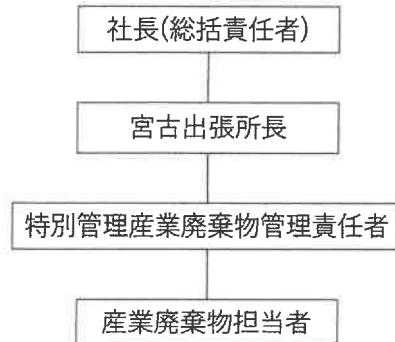 社長(総括責任者)
宮古出張所長
特別管理産業廃棄物管理責任者
産業廃棄物担当者